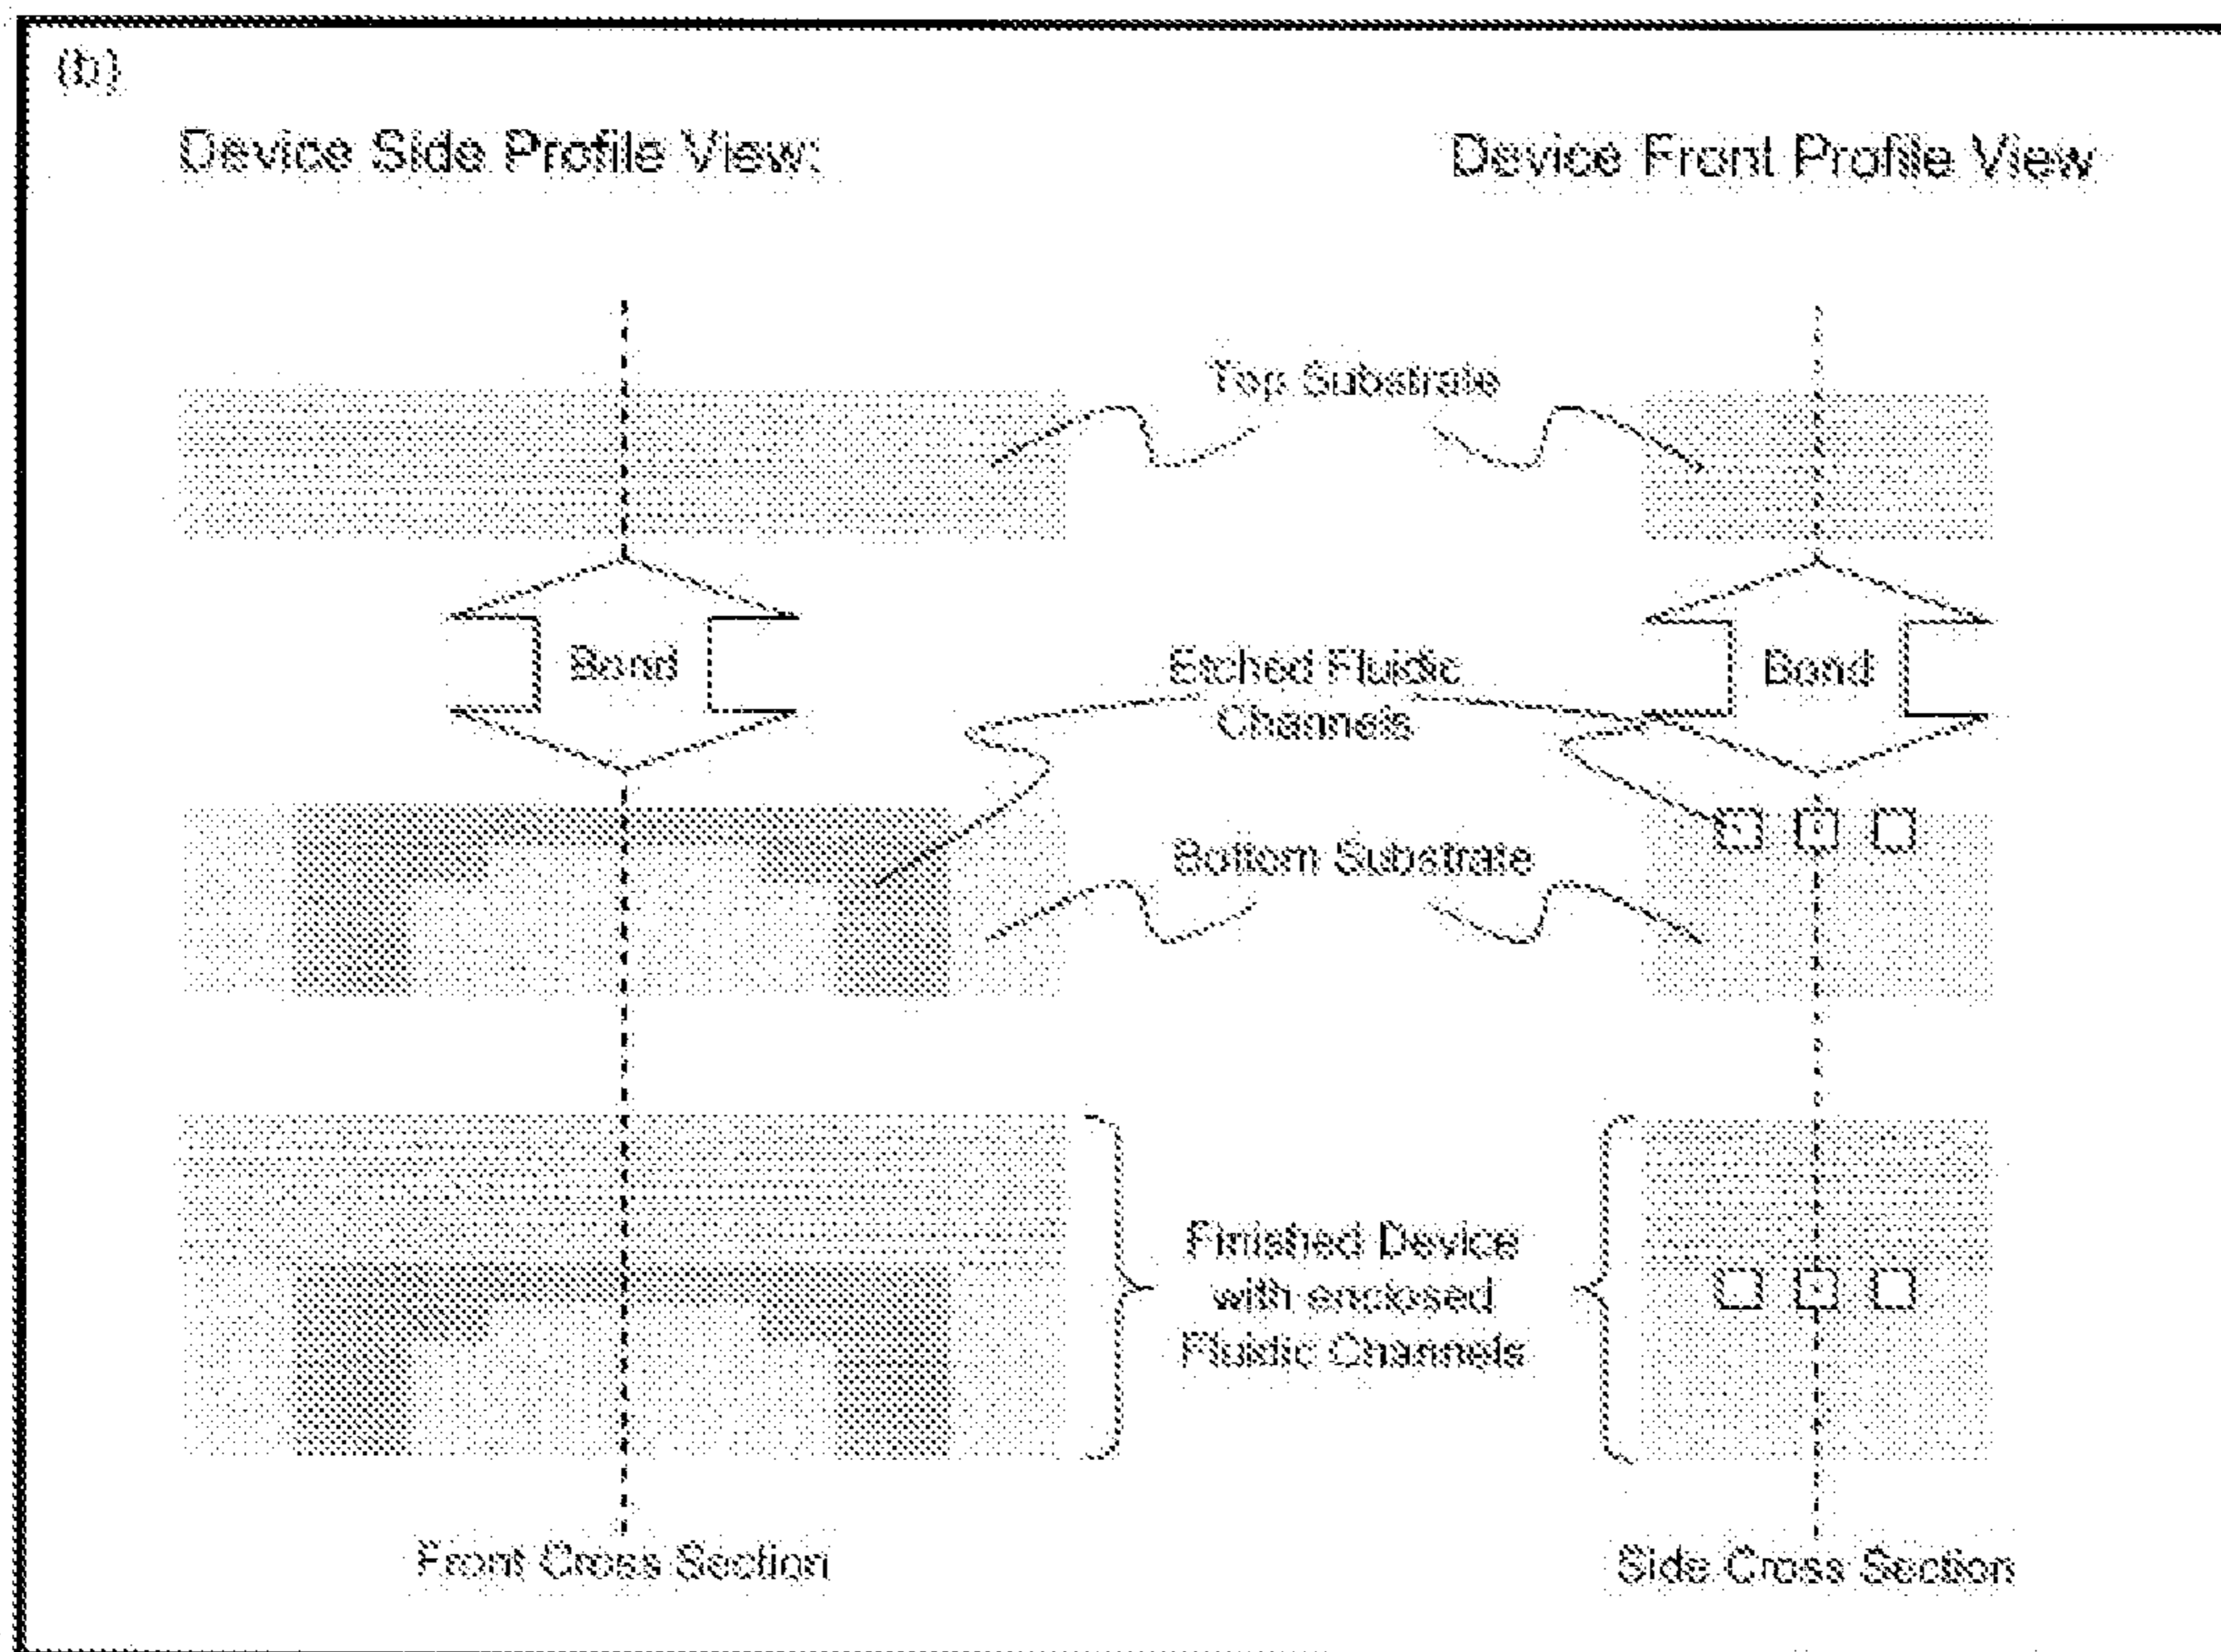 (b)
Device Side Profile View:
Device Front Profile View
Top Substrate
Bond
Etched Fluidic
Channels
Bond
Bottom Substrate
Finished Device
with enclosed
Fluidic Channels
Front Cross Section
Side Cross Section